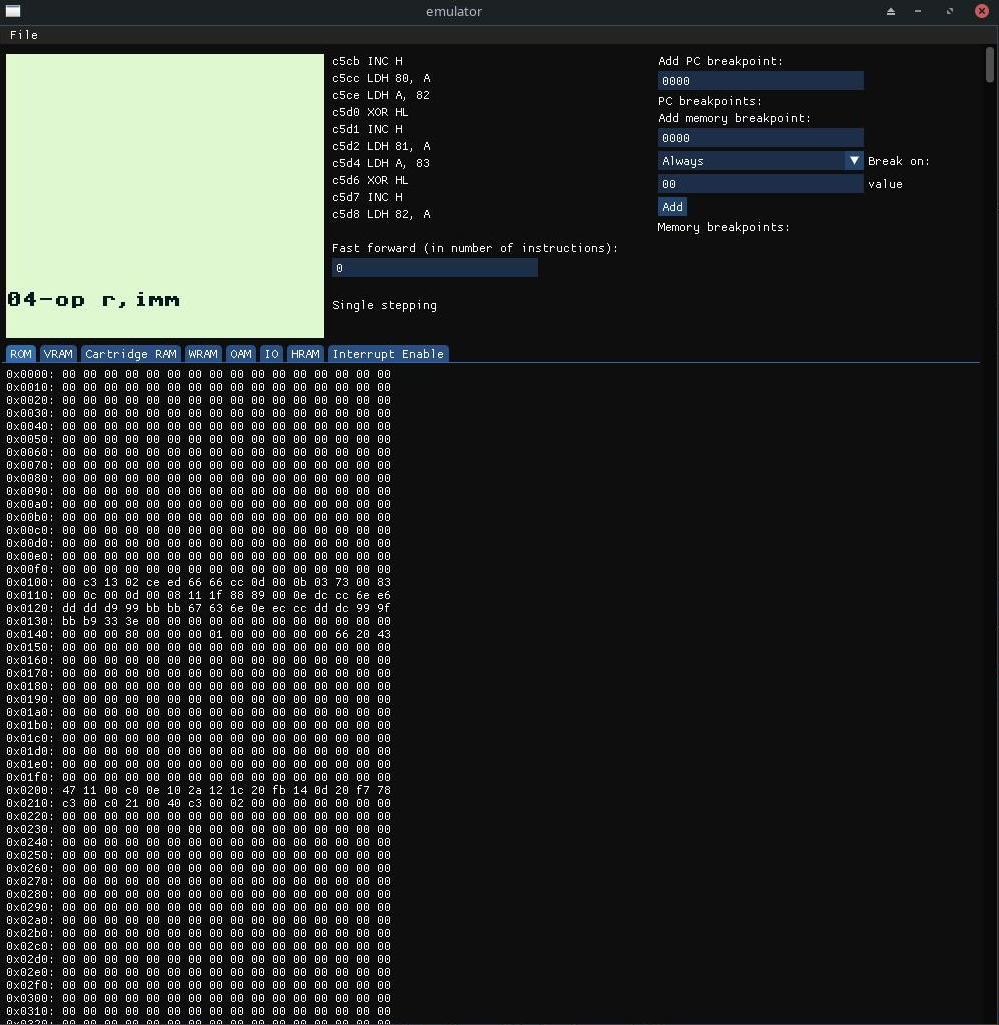 emulator
File
04-op r,imm
c5cb INC H
c5cc LDH 80, A
c5ce LDH A, 82
c5d0 XOR HL
c5d1 INC H
c5d2 LDH 81, A
c5d4 LDH A, 83
c5d6 XOR HL
c5d7 INC H
c5d8 LDH 82, A
Fast forward (in number of instructions):
0
Single stepping
Add PC breakpoint:
0000
PC breakpoints:
Add memory breakpoint:
0000
Always Break on:
00 value
Add
Memory breakpoints:
ROM VRAM Cartridge RAM WRAM OAM IO HRAM Interrupt Enable
0x0000: 00 00 00 00 00 00 00 00 00 00 00 00 00 00 00 00
0x0010: 00 00 00 00 00 00 00 00 00 00 00 00 00 00 00 00
0x0020: 00 00 00 00 00 00 00 00 00 00 00 00 00 00 00 00
0x0030: 00 00 00 00 00 00 00 00 00 00 00 00 00 00 00 00
0x0040: 00 00 00 00 00 00 00 00 00 00 00 00 00 00 00 00
0x0050: 00 00 00 00 00 00 00 00 00 00 00 00 00 00 00 00
0x0060: 00 00 00 00 00 00 00 00 00 00 00 00 00 00 00 00
0x0070: 00 00 00 00 00 00 00 00 00 00 00 00 00 00 00 00
0x0080: 00 00 00 00 00 00 00 00 00 00 00 00 00 00 00 00
0x0090: 00 00 00 00 00 00 00 00 00 00 00 00 00 00 00 00
0x00a0: 00 00 00 00 00 00 00 00 00 00 00 00 00 00 00 00
0x00b0: 00 00 00 00 00 00 00 00 00 00 00 00 00 00 00 00
0x00c0: 00 00 00 00 00 00 00 00 00 00 00 00 00 00 00 00
0x00d0: 00 00 00 00 00 00 00 00 00 00 00 00 00 00 00 00
0x00e0: 00 00 00 00 00 00 00 00 00 00 00 00 00 00 00 00
0x00f0: 00 00 00 00 00 00 00 00 00 00 00 00 00 00 00 00
0x0100: 00 c3 13 02 ce ed 66 66 cc 0d 00 0b 03 73 00 83
0x0110: 00 0c 00 0d 00 08 11 1f 88 89 00 0e dc cc 6e e6
0x0120: dd dd d9 99 bb bb 67 63 6e 0e ec cc dd dc 99 9f
0x0130: bb b9 33 3e 00 00 00 00 00 00 00 00 00 00 00 00
0x0140: 00 00 00 80 00 00 00 01 00 00 00 00 00 66 20 43
0x0150: 00 00 00 00 00 00 00 00 00 00 00 00 00 00 00 00
0x0160: 00 00 00 00 00 00 00 00 00 00 00 00 00 00 00 00
0x0170: 00 00 00 00 00 00 00 00 00 00 00 00 00 00 00 00
0x0180: 00 00 00 00 00 00 00 00 00 00 00 00 00 00 00 00
0x0190: 00 00 00 00 00 00 00 00 00 00 00 00 00 00 00 00
0x01a0: 00 00 00 00 00 00 00 00 00 00 00 00 00 00 00 00
0x01b0: 00 00 00 00 00 00 00 00 00 00 00 00 00 00 00 00
0x01c0: 00 00 00 00 00 00 00 00 00 00 00 00 00 00 00 00
0x01d0: 00 00 00 00 00 00 00 00 00 00 00 00 00 00 00 00
0x01e0: 00 00 00 00 00 00 00 00 00 00 00 00 00 00 00 00
0x01f0: 00 00 00 00 00 00 00 00 00 00 00 00 00 00 00 00
0x0200: 47 11 00 c0 0e 10 2a 12 1c 20 fb 14 0d 20 f7 78
0x0210: c3 00 c0 21 00 40 c3 00 02 00 00 00 00 00 00 00
0x0220: 00 00 00 00 00 00 00 00 00 00 00 00 00 00 00 00
0x0230: 00 00 00 00 00 00 00 00 00 00 00 00 00 00 00 00
0x0240: 00 00 00 00 00 00 00 00 00 00 00 00 00 00 00 00
0x0250: 00 00 00 00 00 00 00 00 00 00 00 00 00 00 00 00
0x0260: 00 00 00 00 00 00 00 00 00 00 00 00 00 00 00 00
0x0270: 00 00 00 00 00 00 00 00 00 00 00 00 00 00 00 00
0x0280: 00 00 00 00 00 00 00 00 00 00 00 00 00 00 00 00
0x0290: 00 00 00 00 00 00 00 00 00 00 00 00 00 00 00 00
0x02a0: 00 00 00 00 00 00 00 00 00 00 00 00 00 00 00 00
0x02b0: 00 00 00 00 00 00 00 00 00 00 00 00 00 00 00 00
0x02c0: 00 00 00 00 00 00 00 00 00 00 00 00 00 00 00 00
0x02d0: 00 00 00 00 00 00 00 00 00 00 00 00 00 00 00 00
0x02e0: 00 00 00 00 00 00 00 00 00 00 00 00 00 00 00 00
0x02f0: 00 00 00 00 00 00 00 00 00 00 00 00 00 00 00 00
0x0300: 00 00 00 00 00 00 00 00 00 00 00 00 00 00 00 00
0x0310: 00 00 00 00 00 00 00 00 00 00 00 00 00 00 00 00